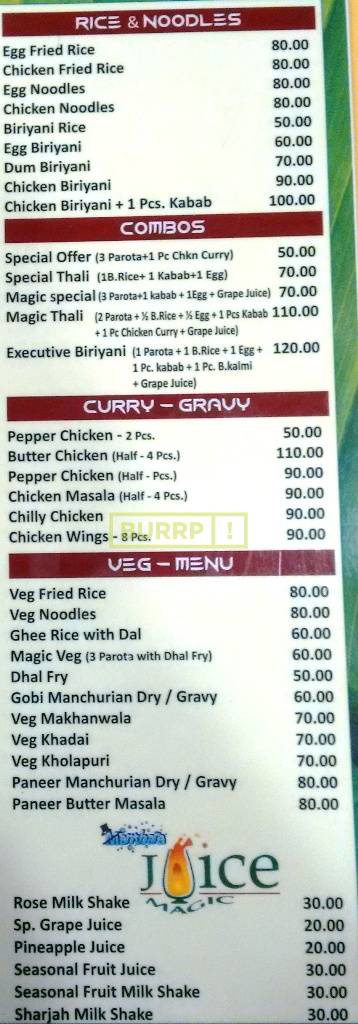 RICE & NOODLES
Egg Fried Rice 80.00
Chicken Fried Rice 80.00
Egg Noodles 80.00
Chicken Noodles 80.00
Biriyani Rice 50.00
Egg Biriyani 60.00
Dum Biriyani 70.00
Chicken Biriyani 90.00
Chicken Biriyani + 1 Pcs. Kabab 100.00
COMBOS
Special Offer (3 Parota+1 Pc Chkn Curry) 50.00
Special Thali (1B.Rice+ 1 Kabab+1 Egg) 70.00
Magic special (3 Parota+1 kabab + 1Egg + Grape Juice) 70.00
Magic Thali (2 Parota + ½ B.Rice + ½ Egg + 1 Pcs Kabab 110.00
+ 1 Pc Chicken Curry + Grape Juice)
Executive Biriyani (1 Parota + 1 B.Rice + 1 Egg + 120.00
1 Pc. kabab + 1 Pc. B.kalmi
+ Grape Juice)
CURRY – GRAVY
Pepper Chicken - 2 Pcs. 50.00
Butter Chicken (Half - 4 Pcs.) 110.00
Pepper Chicken (Half - Pcs.) 90.00
Chicken Masala (Half - 4 Pcs.) 90.00
Chilly Chicken 90.00
Chicken Wings - 8 Pcs. 90.00
BURRP!
VEG – MENU
Veg Fried Rice 80.00
Veg Noodles 80.00
Ghee Rice with Dal 60.00
Magic Veg (3 Parota with Dhal Fry) 60.00
Dhal Fry 50.00
Gobi Manchurian Dry / Gravy 60.00
Veg Makhanwala 70.00
Veg Khadai 70.00
Veg Kholapuri 70.00
Paneer Manchurian Dry / Gravy 80.00
Paneer Butter Masala 80.00
Juice
MAGIC
Rose Milk Shake 30.00
Sp. Grape Juice 20.00
Pineapple Juice 20.00
Seasonal Fruit Juice 30.00
Seasonal Fruit Milk Shake 30.00
Sharjah Milk Shake 30.00